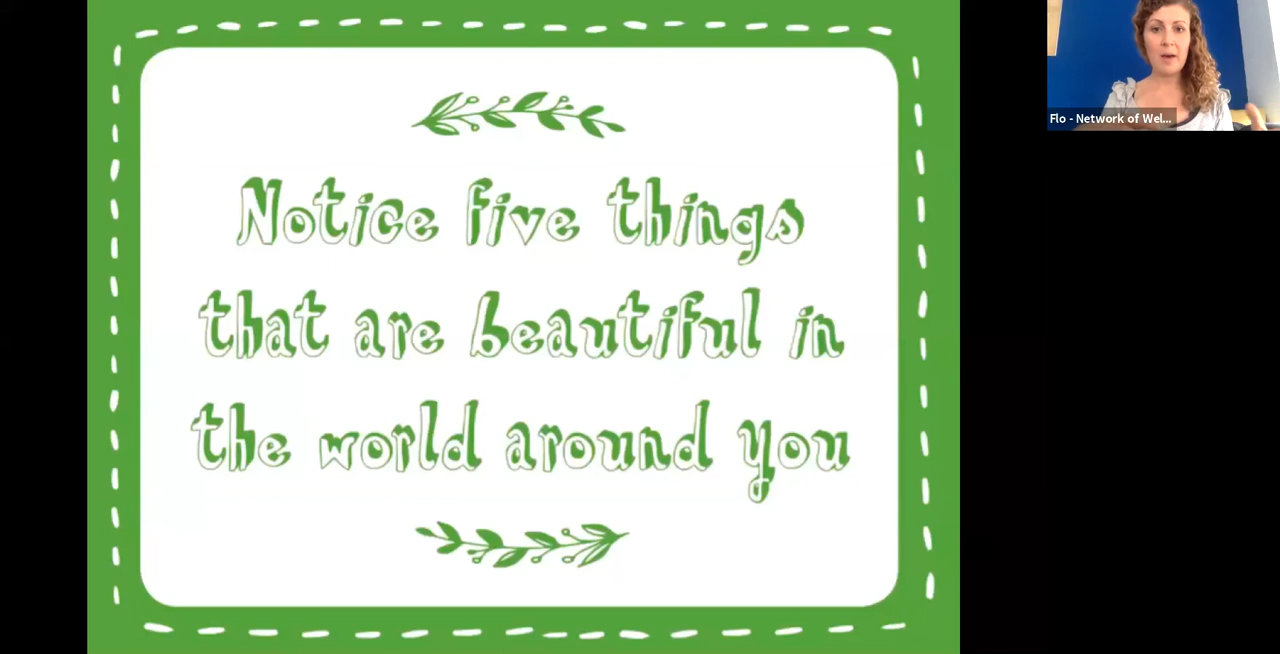 Notice five things
that are beautiful in
the world around you
Flo - Network of Wel...